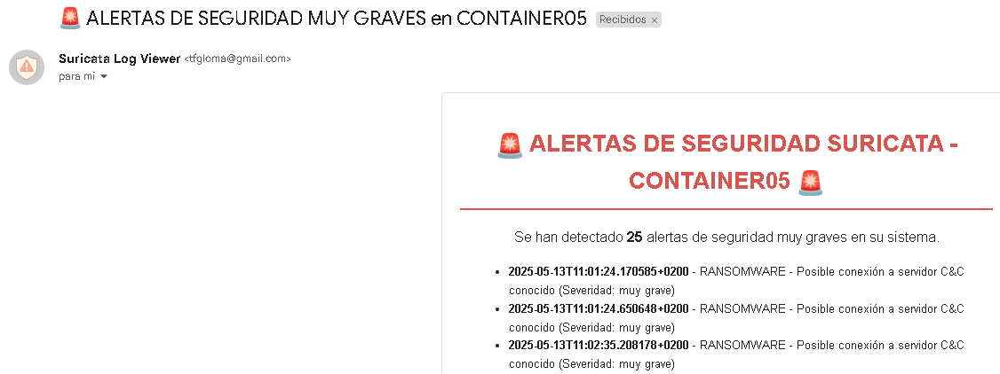 🚨 ALERTAS DE SEGURIDAD MUY GRAVES en CONTAINER05 Recibidos ×
Suricata Log Viewer <tfgloma@gmail.com>
para mi
🚨 ALERTAS DE SEGURIDAD SURICATA -
CONTAINER05 🚨
Se han detectado 25 alertas de seguridad muy graves en su sistema.
• 2025-05-13T11:01:24.170585+0200 - RANSOMWARE - Posible conexión a servidor C&C
conocido (Severidad: muy grave)
• 2025-05-13T11:01:24.650648+0200 - RANSOMWARE - Posible conexión a servidor C&C
conocido (Severidad: muy grave)
• 2025-05-13T11:02:35.208178+0200 - RANSOMWARE - Posible conexión a servidor C&C
conocido (Severidad: muy grave)